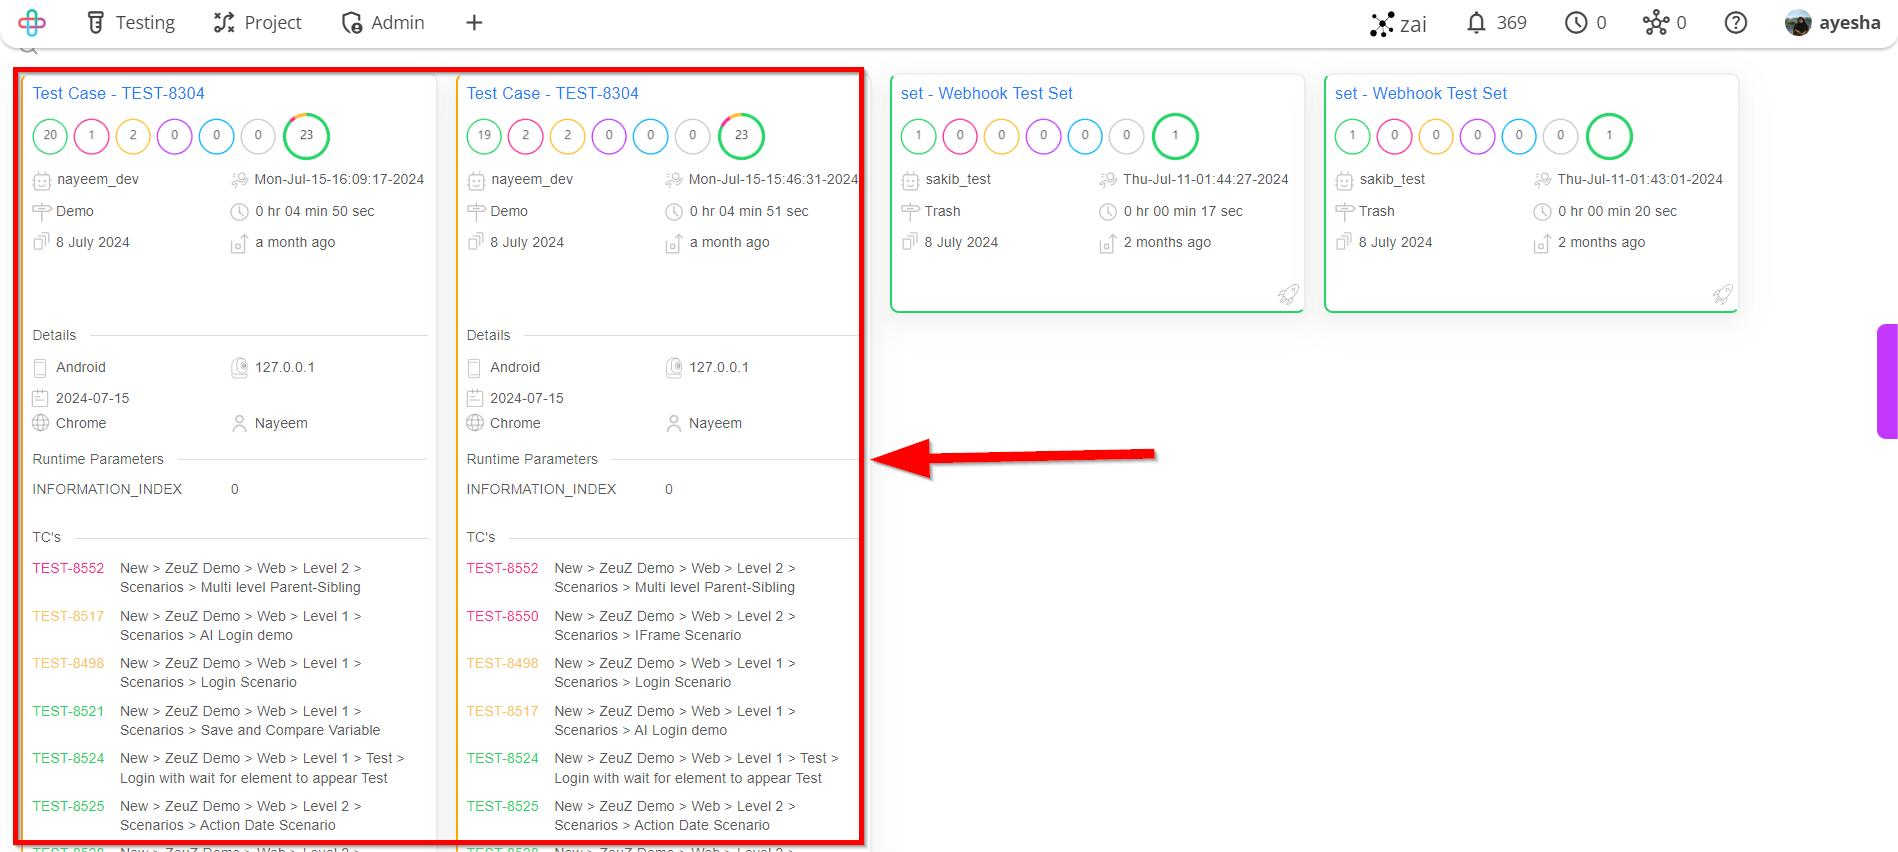 Testing
Project
Admin
zai
369
0
0
ayesha
Test Case - TEST-8304
20 1 2 0 0 0 23
nayeem_dev Mon-Jul-15-16:09:17-2024
Demo 0 hr 04 min 50 sec
8 July 2024 a month ago
Details
Android 127.0.0.1
2024-07-15
Chrome Nayeem
Runtime Parameters
INFORMATION_INDEX 0
TC's
TEST-8552 New > ZeuZ Demo > Web > Level 2 >
Scenarios > Multi level Parent-Sibling
TEST-8517 New > ZeuZ Demo > Web > Level 1 >
Scenarios > AI Login demo
TEST-8498 New > ZeuZ Demo > Web > Level 1 >
Scenarios > Login Scenario
TEST-8521 New > ZeuZ Demo > Web > Level 1 >
Scenarios > Save and Compare Variable
TEST-8524 New > ZeuZ Demo > Web > Level 1 > Test >
Login with wait for element to appear Test
TEST-8525 New > ZeuZ Demo > Web > Level 2 >
Scenarios > Action Date Scenario
Test Case - TEST-8304
19 2 2 0 0 0 23
nayeem_dev Mon-Jul-15-15:46:31-2024
Demo 0 hr 04 min 51 sec
8 July 2024 a month ago
Details
Android 127.0.0.1
2024-07-15
Chrome Nayeem
Runtime Parameters
INFORMATION_INDEX 0
TC's
TEST-8552 New > ZeuZ Demo > Web > Level 2 >
Scenarios > Multi level Parent-Sibling
TEST-8550 New > ZeuZ Demo > Web > Level 2 >
Scenarios > IFrame Scenario
TEST-8498 New > ZeuZ Demo > Web > Level 1 >
Scenarios > Login Scenario
TEST-8517 New > ZeuZ Demo > Web > Level 1 >
Scenarios > AI Login demo
TEST-8524 New > ZeuZ Demo > Web > Level 1 > Test >
Login with wait for element to appear Test
TEST-8525 New > ZeuZ Demo > Web > Level 2 >
Scenarios > Action Date Scenario
set - Webhook Test Set
1 0 0 0 0 0 1
sakib_test Thu-Jul-11-01:44:27-2024
Trash 0 hr 00 min 17 sec
8 July 2024 2 months ago
set - Webhook Test Set
1 0 0 0 0 0 1
sakib_test Thu-Jul-11-01:43:01-2024
Trash 0 hr 00 min 20 sec
8 July 2024 2 months ago